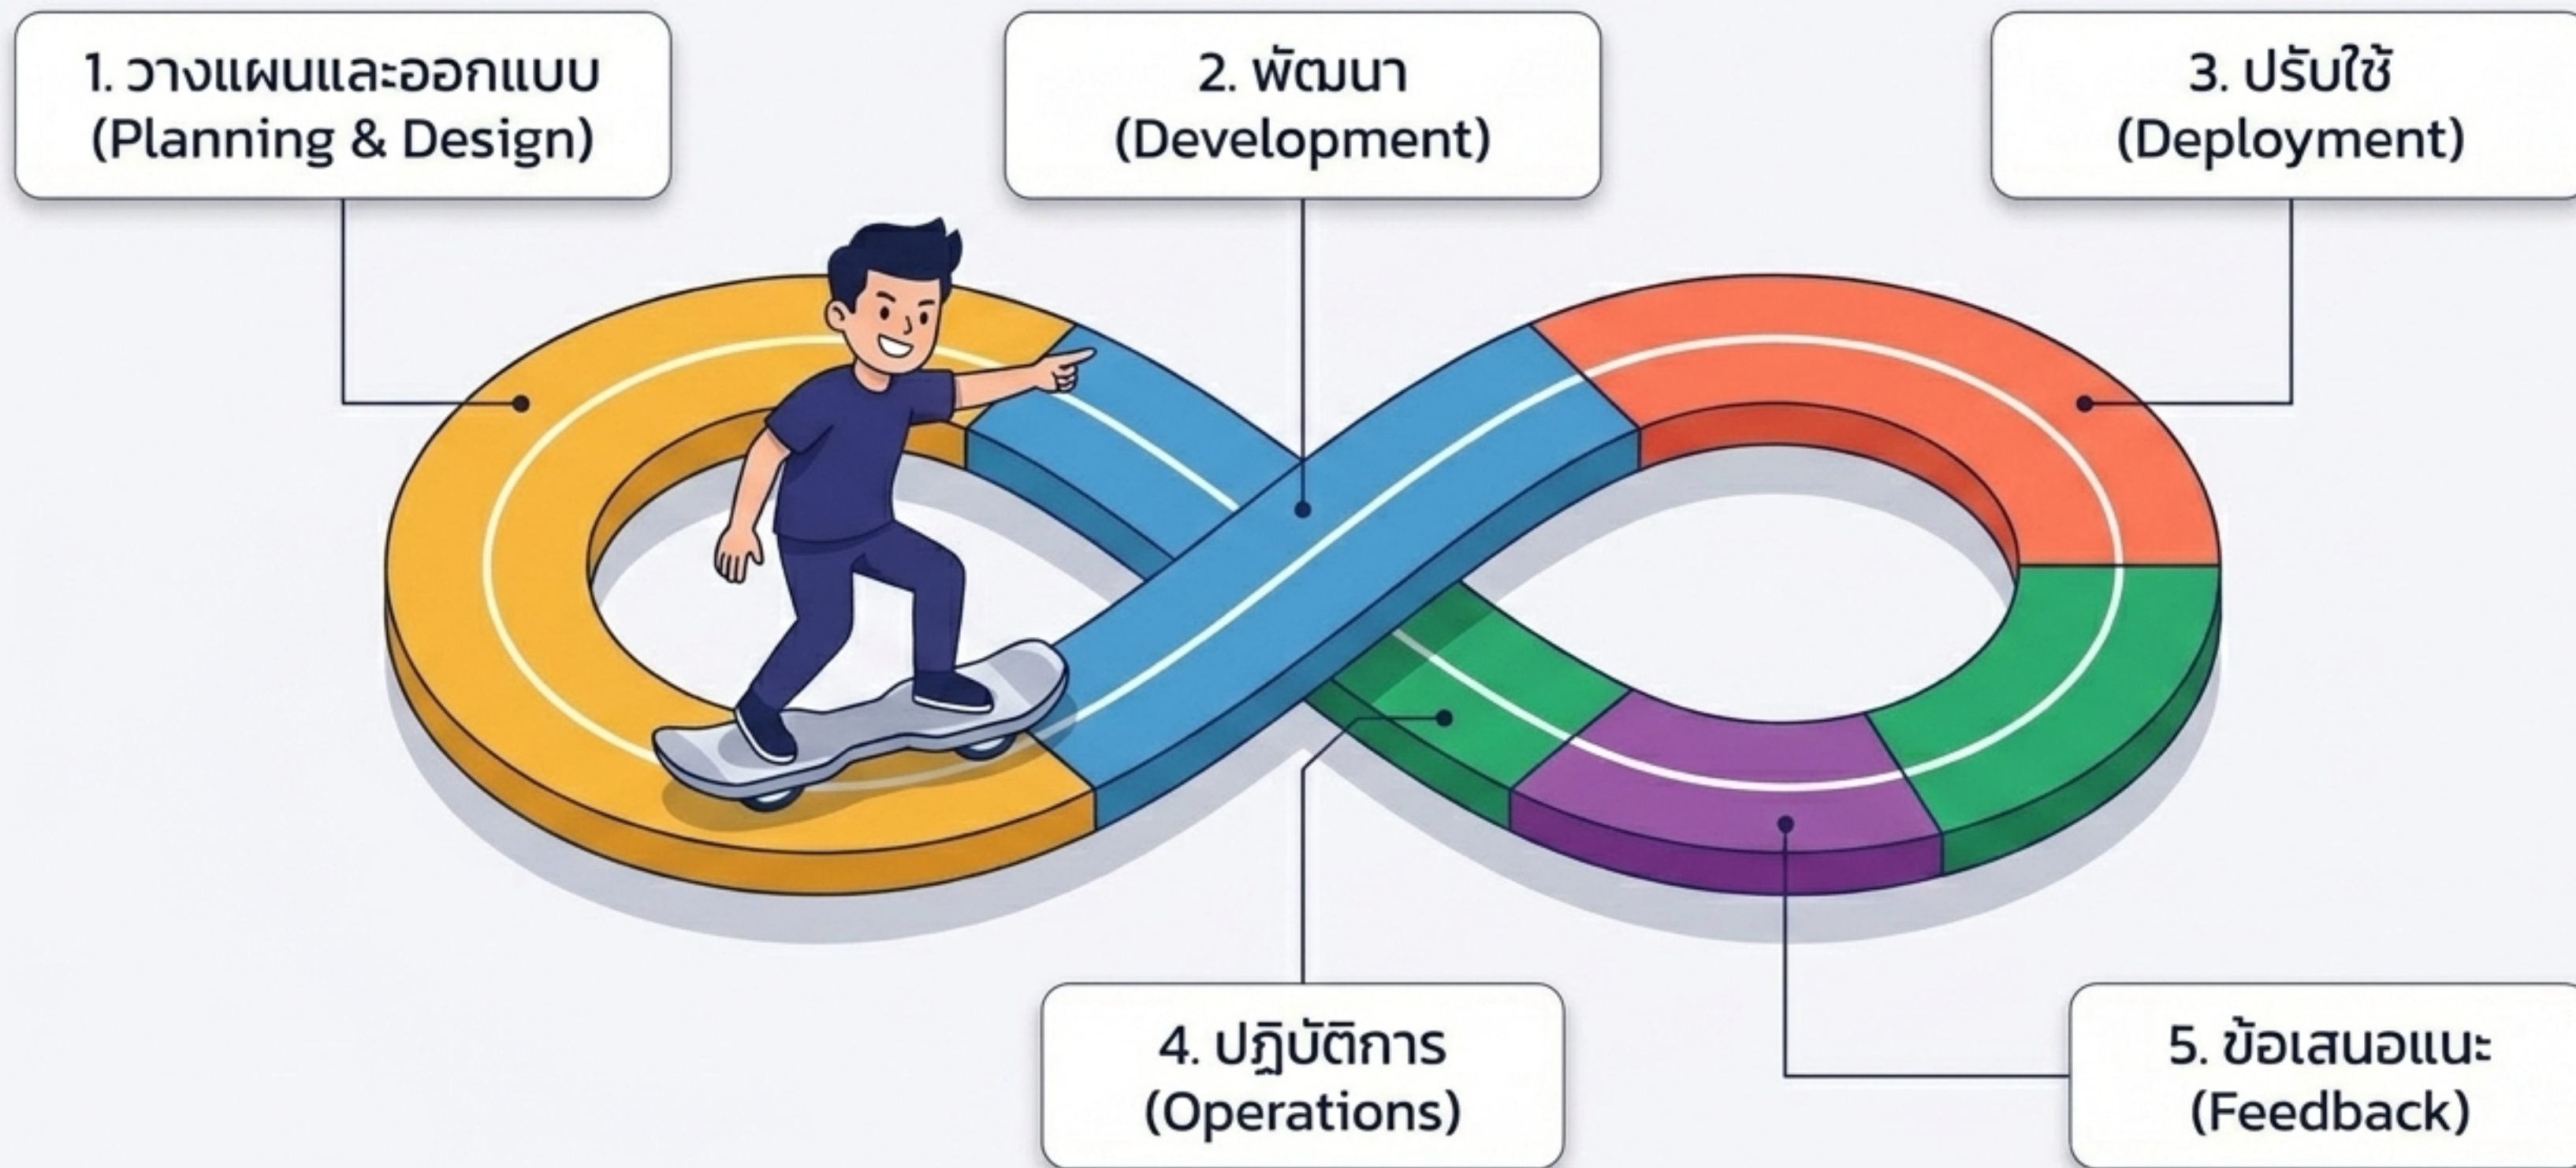 1. วางแผนและออกแบบ
(Planning & Design)
2. พัฒนา
(Development)
3. ปรับใช้
(Deployment)
4. ปฏิบัติการ
(Operations)
5. ข้อเสนอแนะ
(Feedback)